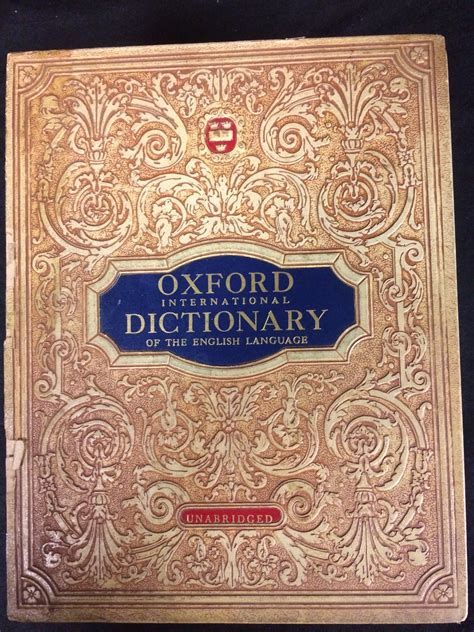 OXFORD
INTERNATIONAL
DICTIONARY
OF THE ENGLISH LANGUAGE
UNABRIDGED